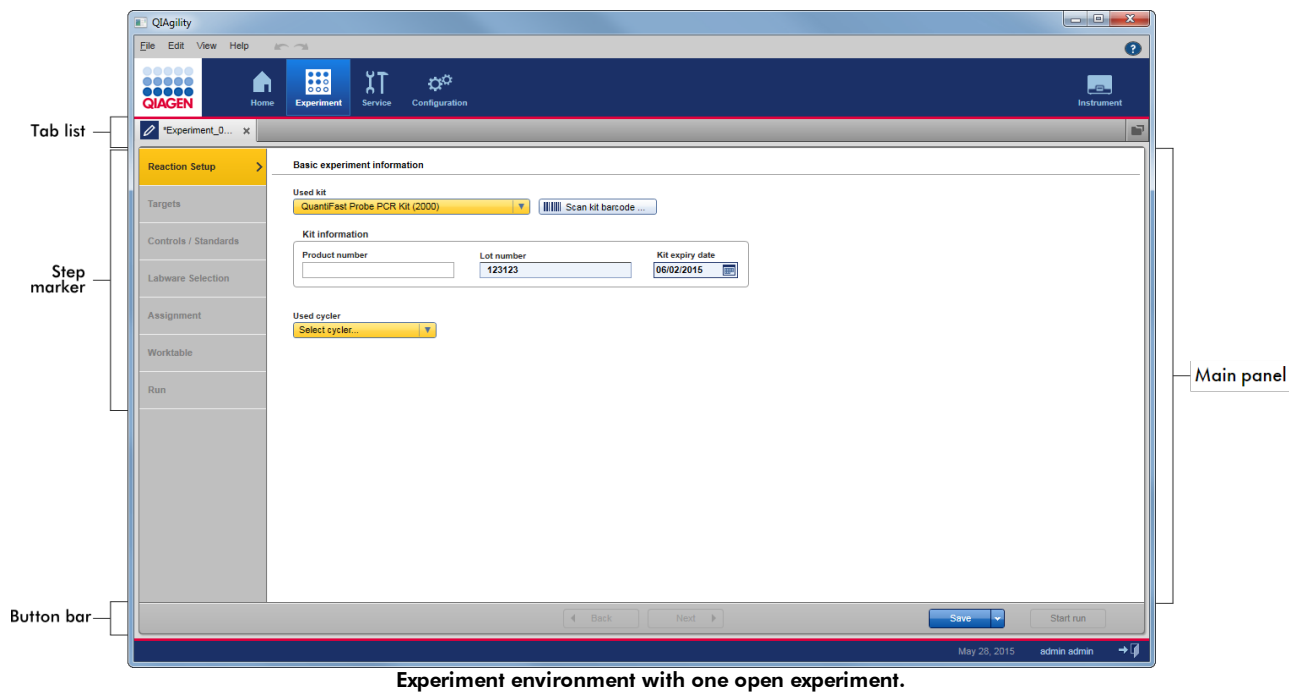 QIAgility
File Edit View Help
?
QIAGEN
Home
Experiment
Service
Configuration
Instrument
Tab list
*Experiment_0... x
Step
marker
Reaction Setup >
Targets
Controls / Standards
Labware Selection
Assignment
Worktable
Run
Basic experiment information
Used kit
QuantiFast Probe PCR Kit (2000)
Scan kit barcode ...
Kit information
Product number
Lot number
123123
Kit expiry date
06/02/2015
Used cycler
Select cycler...
Main panel
Button bar
Back
Next
Save
Start run
May 28, 2015
admin admin
Experiment environment with one open experiment.